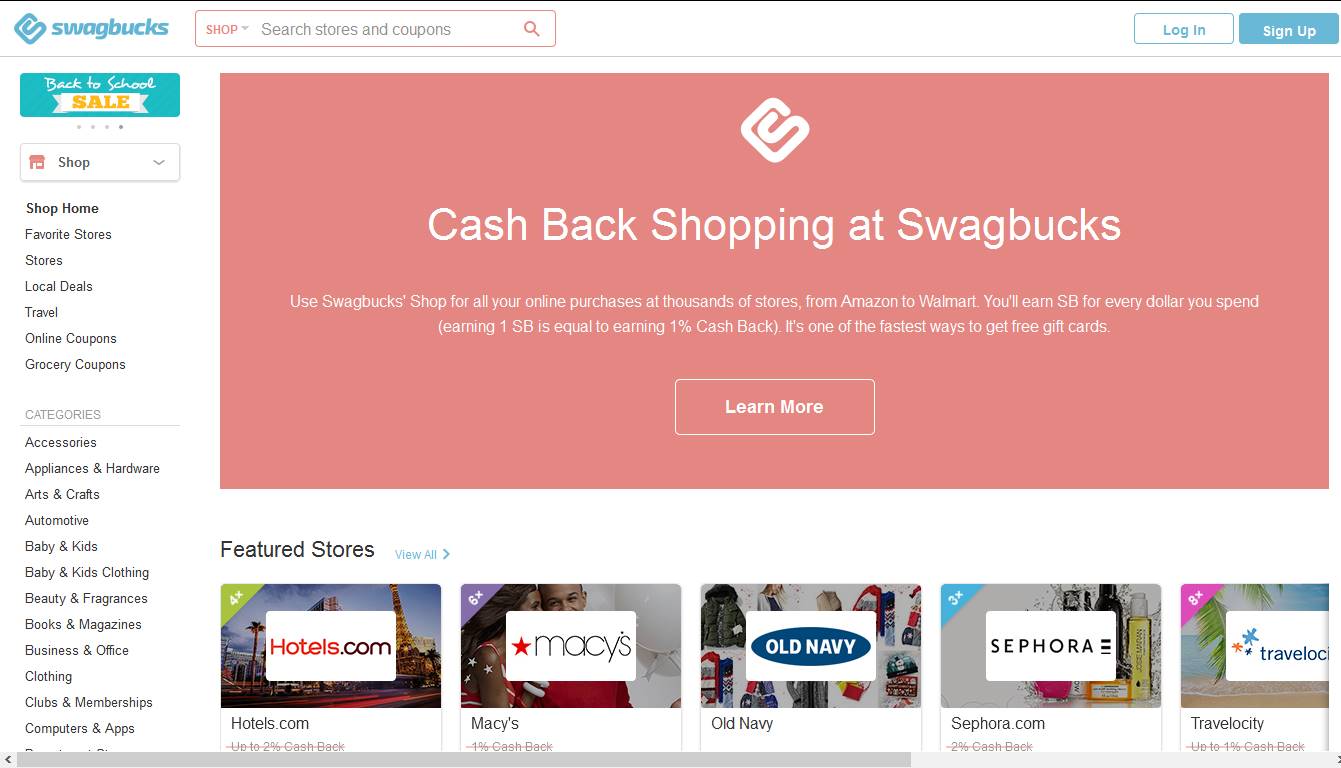 swagbucks
SHOP Search stores and coupons
Log In
Sign Up
Back to School
SALE
Shop
Shop Home
Favorite Stores
Stores
Local Deals
Travel
Online Coupons
Grocery Coupons
CATEGORIES
Accessories
Appliances & Hardware
Arts & Crafts
Automotive
Baby & Kids
Baby & Kids Clothing
Beauty & Fragrances
Books & Magazines
Business & Office
Clothing
Clubs & Memberships
Computers & Apps
Cash Back Shopping at Swagbucks
Use Swagbucks' Shop for all your online purchases at thousands of stores, from Amazon to Walmart. You'll earn SB for every dollar you spend
(earning 1 SB is equal to earning 1% Cash Back). It's one of the fastest ways to get free gift cards.
Learn More
Featured Stores View All
4x
Hotels.com
Hotels.com
Up to 2% Cash Back
6x
macy's
Macy's
1% Cash Back
OLD NAVY
Old Navy
3x
SEPHORA
Sephora.com
2% Cash Back
8x
traveloci
Travelocity
Up to 1% Cash Back